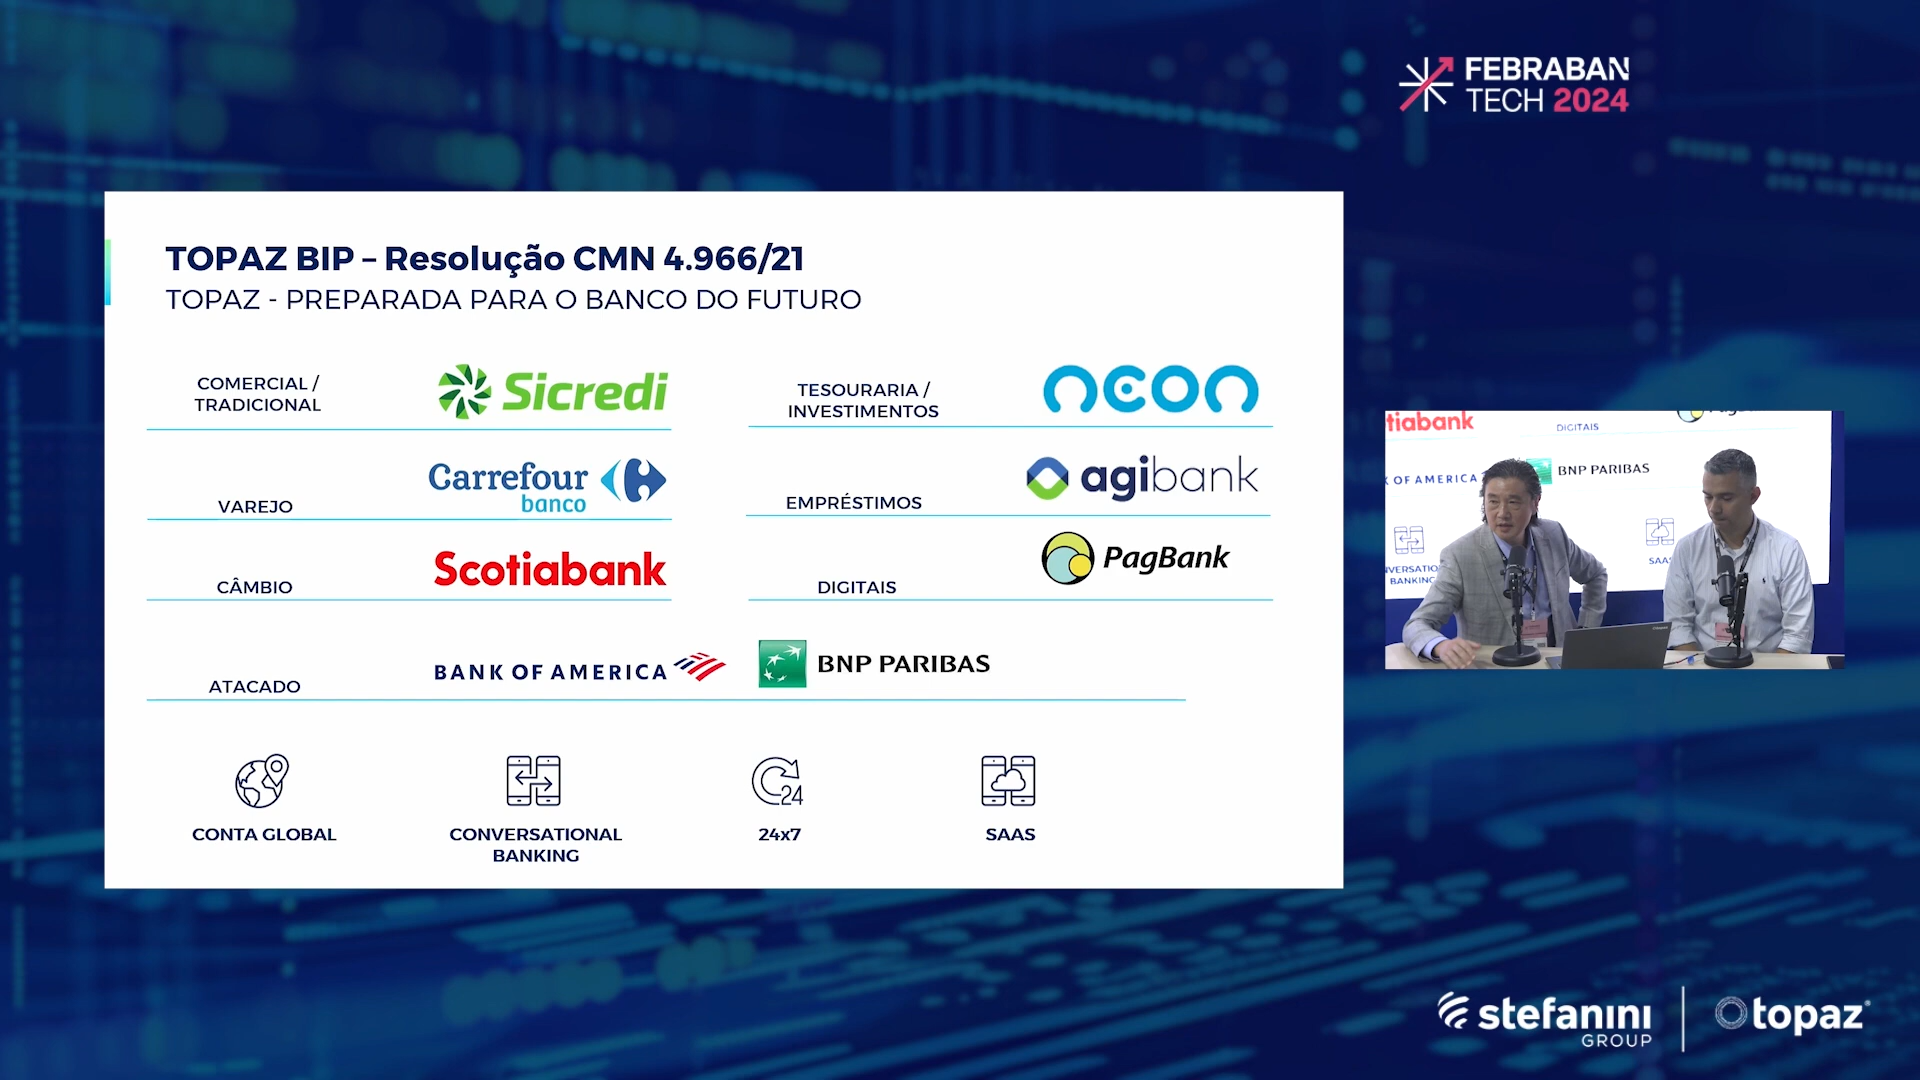 FEBRABAN
TECH 2024
TOPAZ BIP – Resolução CMN 4.966/21
TOPAZ - PREPARADA PARA O BANCO DO FUTURO
COMERCIAL /
TRADICIONAL
Sicredi
TESOURARIA /
INVESTIMENTOS
neon
VAREJO
Carrefour
banco
EMPRÉSTIMOS
agibank
CÂMBIO
Scotiabank
DIGITAIS
PagBank
ATACADO
BANK OF AMERICA
BNP PARIBAS
24
CONTA GLOBAL
CONVERSATIONAL
BANKING
24x7
SAAS
tiabank
DIGITAIS
OF AMERICA
BNP PARIBAS
BANKING
stefanini
GROUP
topaz